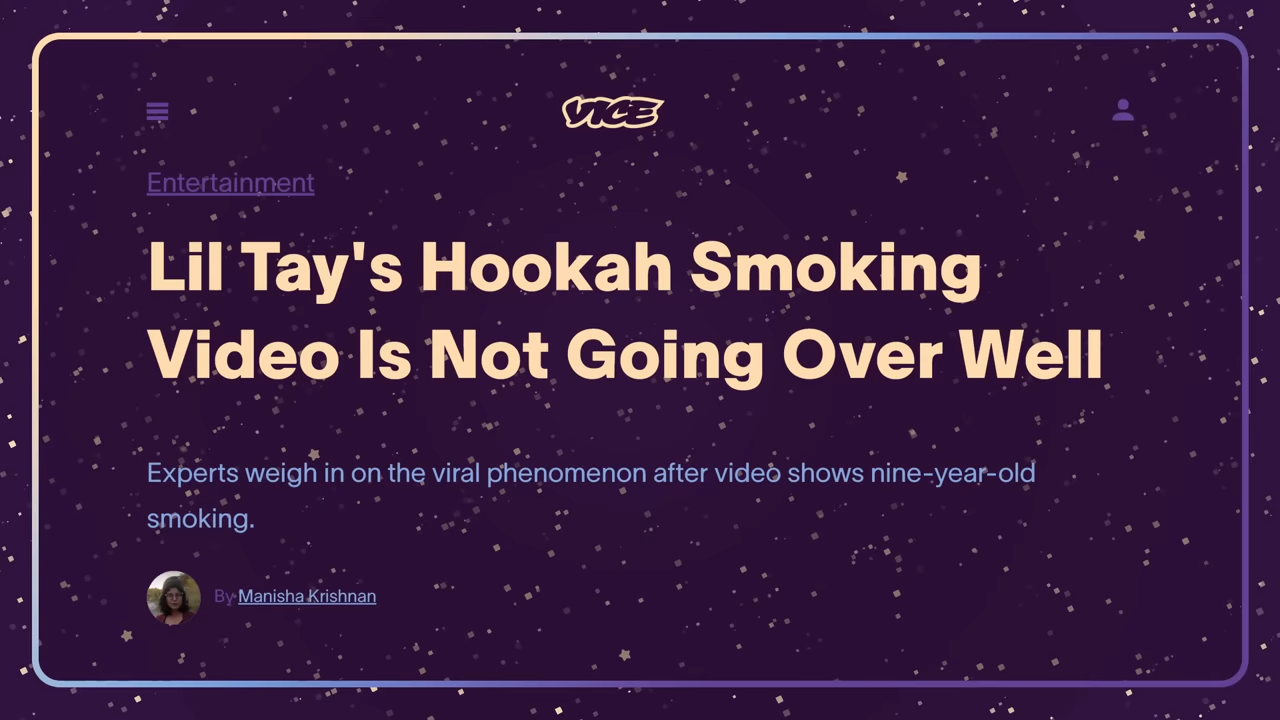 VICE
Entertainment
Lil Tay's Hookah Smoking
Video Is Not Going Over Well
Experts weigh in on the viral phenomenon after video shows nine-year-old
smoking.
By Manisha Krishnan